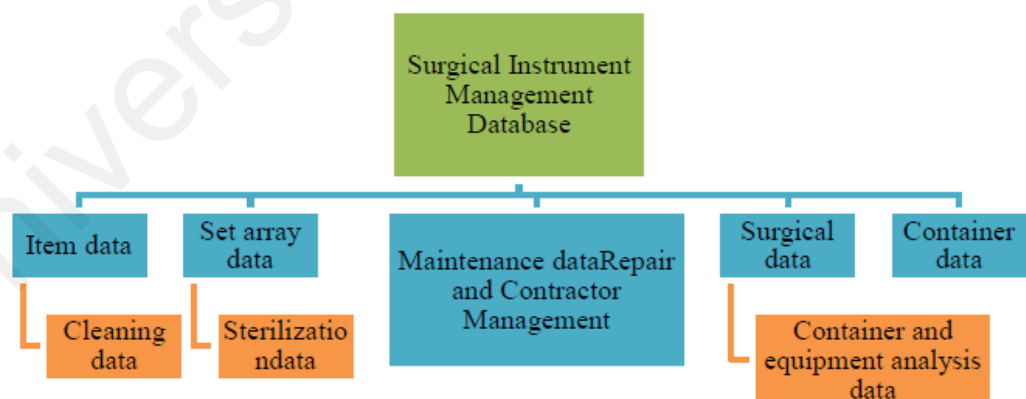 Surgical Instrument
Management
Database
Item data
Set array
data
Maintenance dataRepair
and Contractor
Management
Surgical
data
Container
data
Cleaning
data
Sterilizatio
ndata
Container and
equipment analysis
data